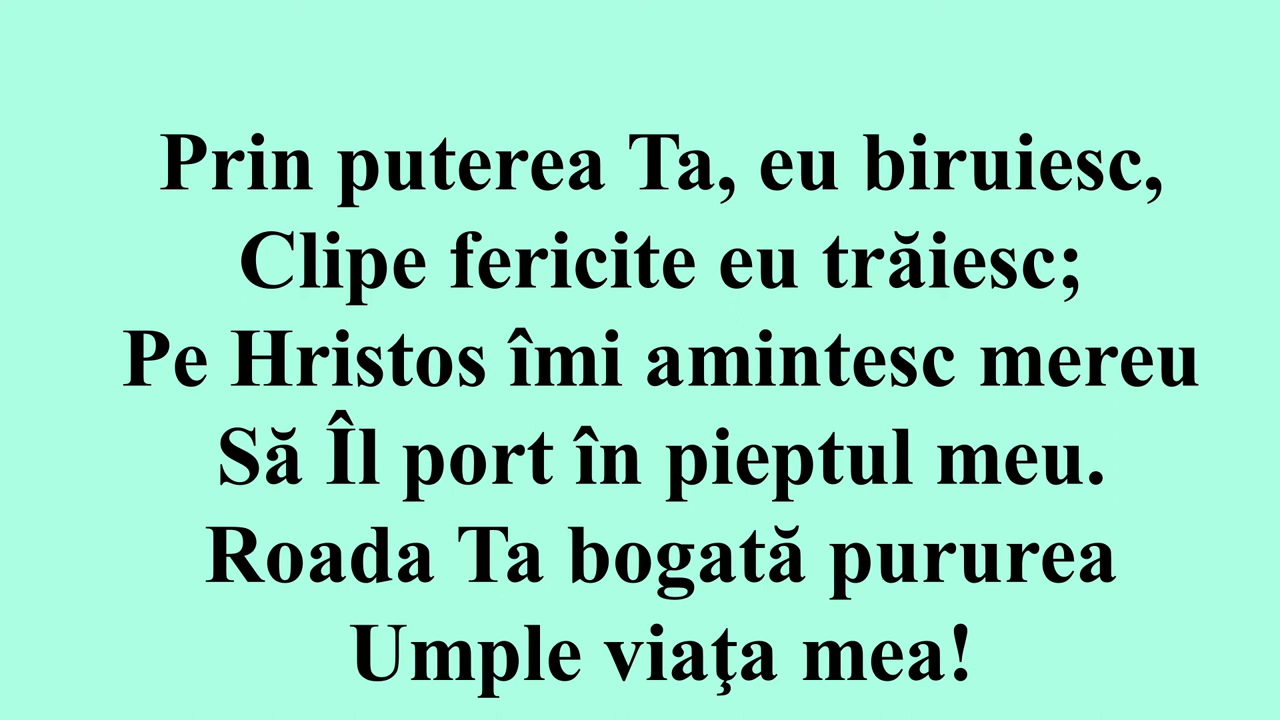 Prin puterea Ta, eu biruiesc,
Clipe fericite eu trăiesc;
Pe Hristos îmi amintesc mereu
Să Îl port în pieptul meu.
Roada Ta bogată pururea
Umple viaţa mea!